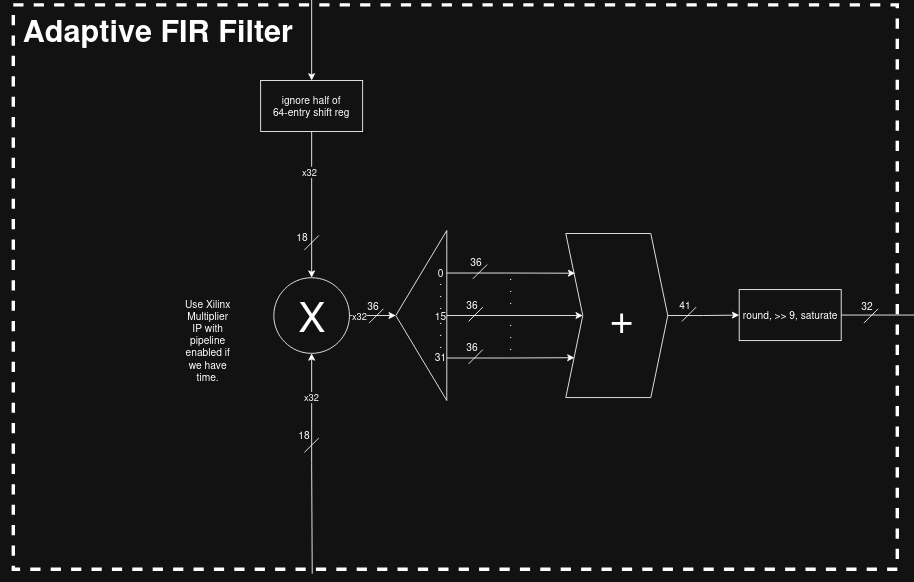 Adaptive FIR Filter
ignore half of
64-entry shift reg
x32
18
Use Xilinx
Multiplier
IP with
pipeline
enabled if
we have
time.
X
x32
36
0
15
31
36
36
36
+
41
round, >> 9, saturate
32
x32
18